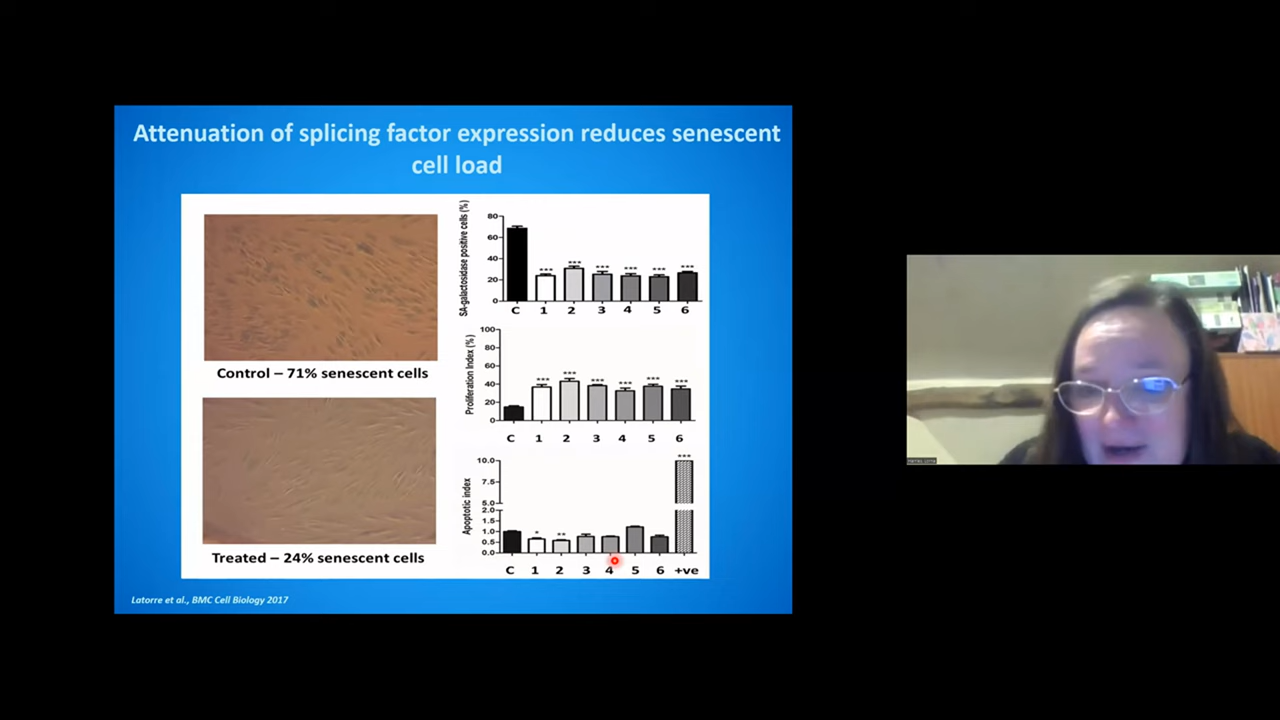 Attenuation of splicing factor expression reduces senescent
cell load
Control – 71% senescent cells
Treated – 24% senescent cells
SA-galactosidase positive cells (%)
80
60
40
20
0
*** *** *** *** *** ***
C 1 2 3 4 5 6
Proliferation Index (%)
100
80
60
40
20
0
*** *** *** *** *** ***
C 1 2 3 4 5 6
Apoptotic index
10.0
7.5
5.0
2.0
1.5
1.0
0.5
0.0
* ** ***
C 1 2 3 4 5 6 +ve
Latorre et al., BMC Cell Biology 2017